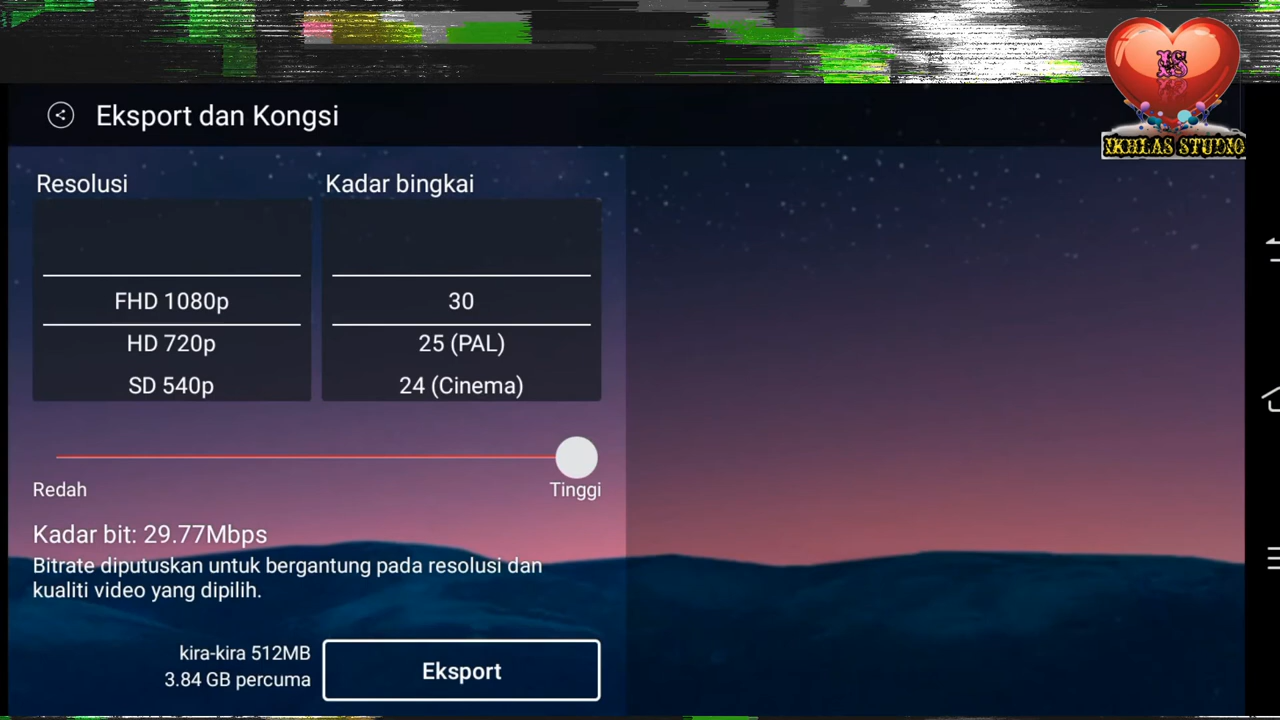 Eksport dan Kongsi
Resolusi
Kadar bingkai
FHD 1080p
30
HD 720p
25 (PAL)
SD 540p
24 (Cinema)
Redah
Tinggi
Kadar bit: 29.77Mbps
Bitrate diputuskan untuk bergantung pada resolusi dan
kualiti video yang dipilih.
kira-kira 512MB
3.84 GB percuma
Eksport
IKHLAS STUDIO